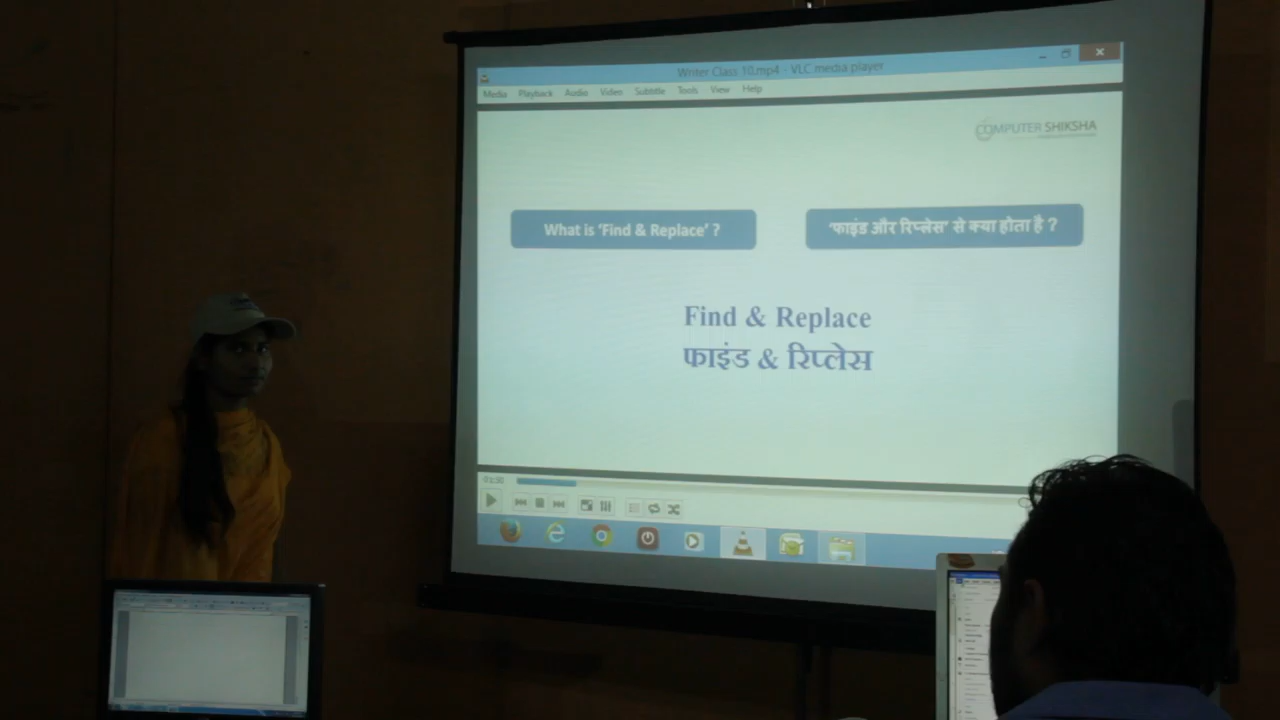 Writer Class 10.mp4 - VLC media player
Media Playback Audio Video Subtitle Tools View Help
COMPUTER SHIKSHA
What is ‘Find & Replace’ ?
‘फाइंड और रिप्लेस’ से क्या होता है ?
Find & Replace
फाइंड & रिप्लेस